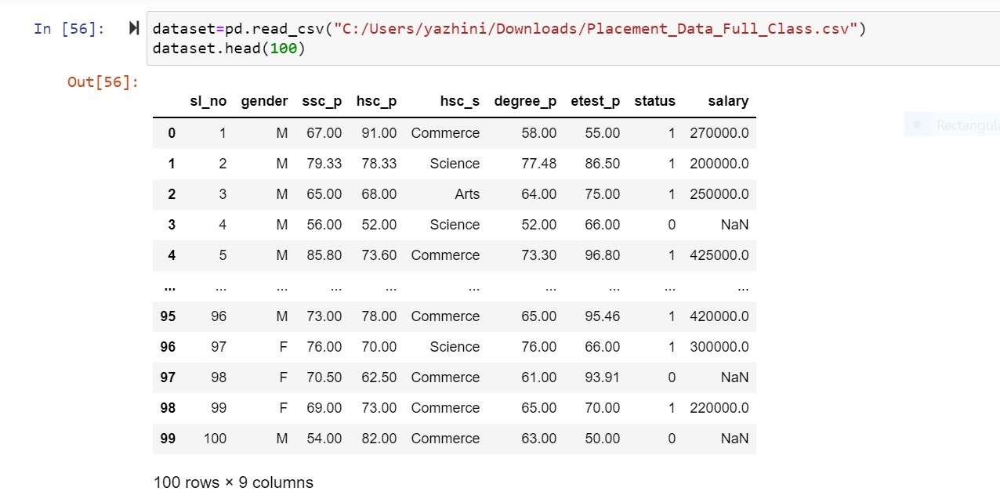 In [56]: dataset=pd.read_csv("C:/Users/yazhini/Downloads/Placement_Data_Full_Class.csv")
dataset.head(100)
Out[56]:
sl_no gender ssc_p hsc_p hsc_s degree_p etest_p status salary
0 1 M 67.00 91.00 Commerce 58.00 55.00 1 270000.0
1 2 M 79.33 78.33 Science 77.48 86.50 1 200000.0
2 3 M 65.00 68.00 Arts 64.00 75.00 1 250000.0
3 4 M 56.00 52.00 Science 52.00 66.00 0 NaN
4 5 M 85.80 73.60 Commerce 73.30 96.80 1 425000.0
... ... ... ... ... ... ... ... ... ...
95 96 M 73.00 78.00 Commerce 65.00 95.46 1 420000.0
96 97 F 76.00 70.00 Science 76.00 66.00 1 300000.0
97 98 F 70.50 62.50 Commerce 61.00 93.91 0 NaN
98 99 F 69.00 73.00 Commerce 65.00 70.00 1 220000.0
99 100 M 54.00 82.00 Commerce 63.00 50.00 0 NaN
100 rows × 9 columns